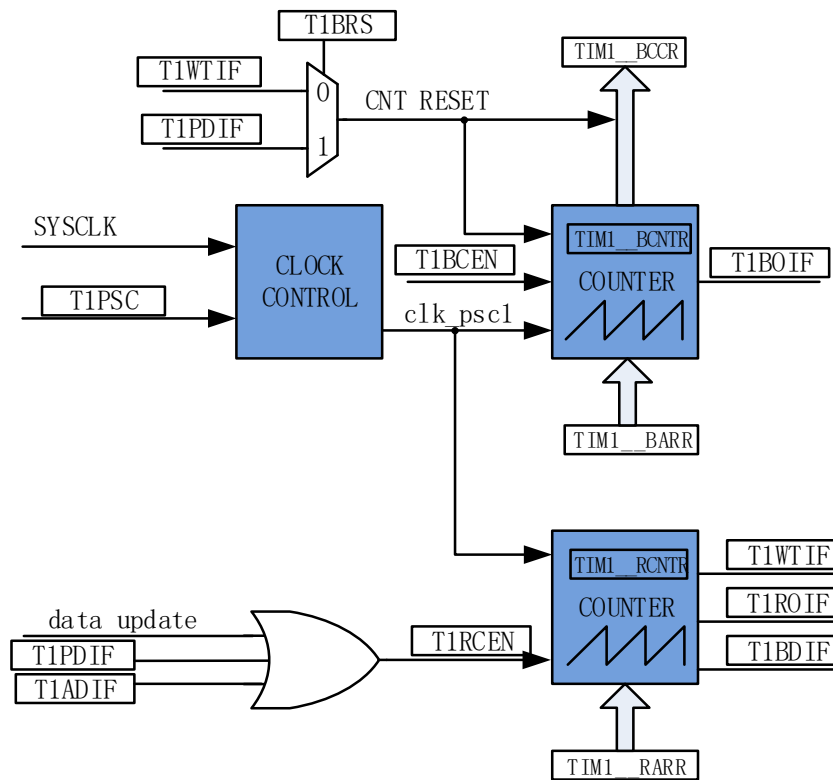 T1BRS
TIM1__BCCR
T1WTIF
0
CNT RESET
T1PDIF
1
SYSCLK
T1PSC
CLOCK
CONTROL
T1BCEN
clk_psc1
TIM1__BCNTR
COUNTER
T1BOIF
TIM1__BARR
data update
T1PDIF
T1ADIF
T1RCEN
TIM1__RCNTR
COUNTER
T1WTIF
T1ROIF
T1BDIF
TIM1__RARR